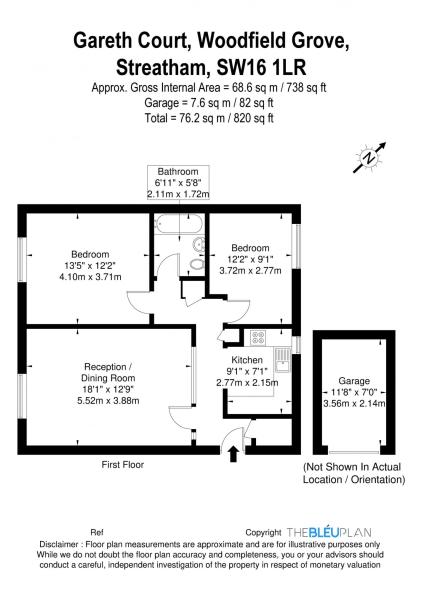 Gareth Court, Woodfield Grove,
Streatham, SW16 1LR
Approx. Gross Internal Area = 68.6 sq m / 738 sq ft
Garage = 7.6 sq m / 82 sq ft
Total = 76.2 sq m / 820 sq ft
N
Bathroom
6'11" x 5'8"
2.11m x 1.72m
Bedroom
13'5" x 12'2"
4.10m x 3.71m
Bedroom
12'2" x 9'1"
3.72m x 2.77m
Reception /
Dining Room
18'1" x 12'9"
5.52m x 3.88m
Kitchen
9'1" x 7'1"
2.77m x 2.15m
Garage
11'8" x 7'0"
3.56m x 2.14m
First Floor
(Not Shown In Actual
Location / Orientation)
Ref
Copyright THEBLÉUPLAN
Disclaimer : Floor plan measurements are approximate and are for illustrative purposes only
While we do not doubt the floor plan accuracy and completeness, you or your advisors should
conduct a careful, independent investigation of the property in respect of monetary valuation